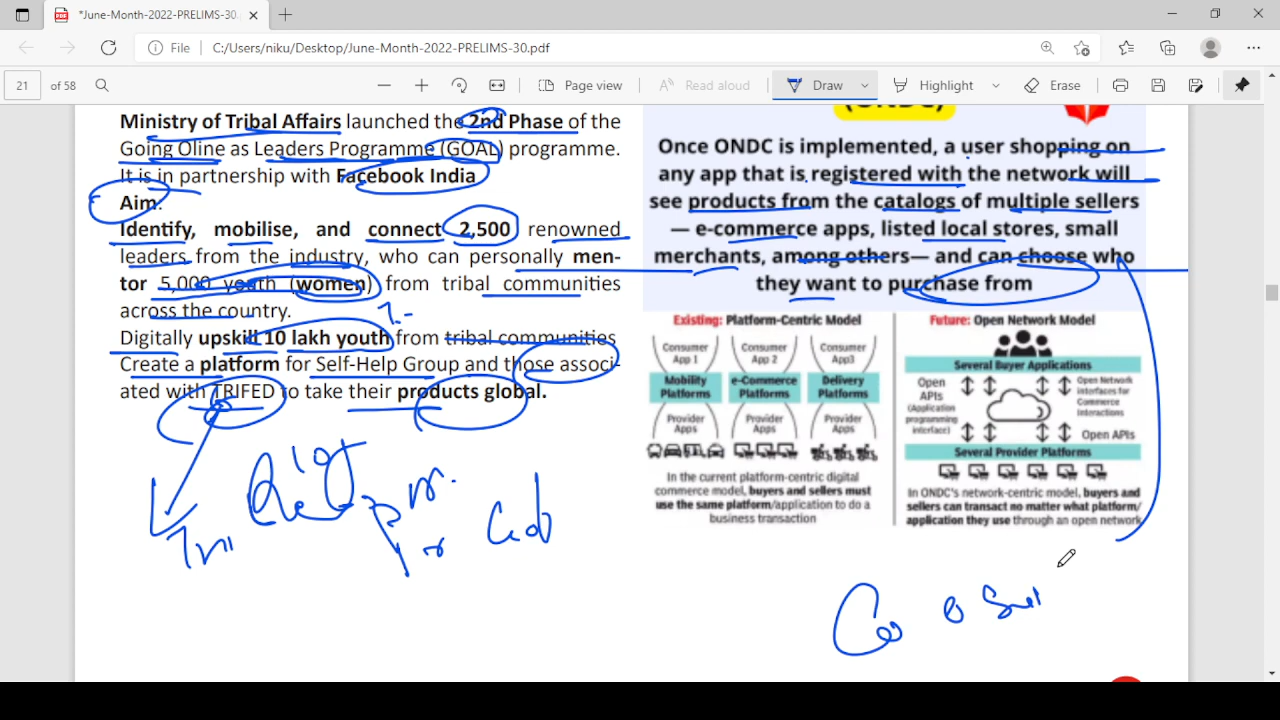 *June-Month-2022-PRELIMS-30.
File
C:/Users/niku/Desktop/June-Month-2022-PRELIMS-30.pdf
21
of 58
Page view
Read aloud
Draw
Highlight
Erase
Ministry of Tribal Affairs launched the 2nd Phase of the
Going Oline as Leaders Programme (GOAL) programme.
It is in partnership with Facebook India
Aim:
Identify, mobilise, and connect 2,500 renowned
leaders from the industry, who can personally men-
tor 5,000 youth (women) from tribal communities
across the country.
Digitally upskill 10 lakh youth from tribal communities
Create a platform for Self-Help Group and those associ-
ated with TRIFED to take their products global.
(ONDC)
Once ONDC is implemented, a user shopping on
any app that is registered with the network will
see products from the catalogs of multiple sellers
— e-commerce apps, listed local stores, small
merchants, among others— and can choose who
they want to purchase from
Existing: Platform-Centric Model
Consumer App 1
Consumer App 2
Consumer App3
Mobility Platforms
e-Commerce Platforms
Delivery Platforms
Provider Apps
Provider Apps
Provider Apps
In the current platform-centric digital
commerce model, buyers and sellers must
use the same platform/application to do a
business transaction
Future: Open Network Model
Several Buyer Applications
Open APIs (Application programming interface)
Open Network Interfaces for Commerce Interactions
Open APIs
Several Provider Platforms
In ONDC's network-centric model, buyers and
sellers can transact no matter what platform/
application they use through an open network